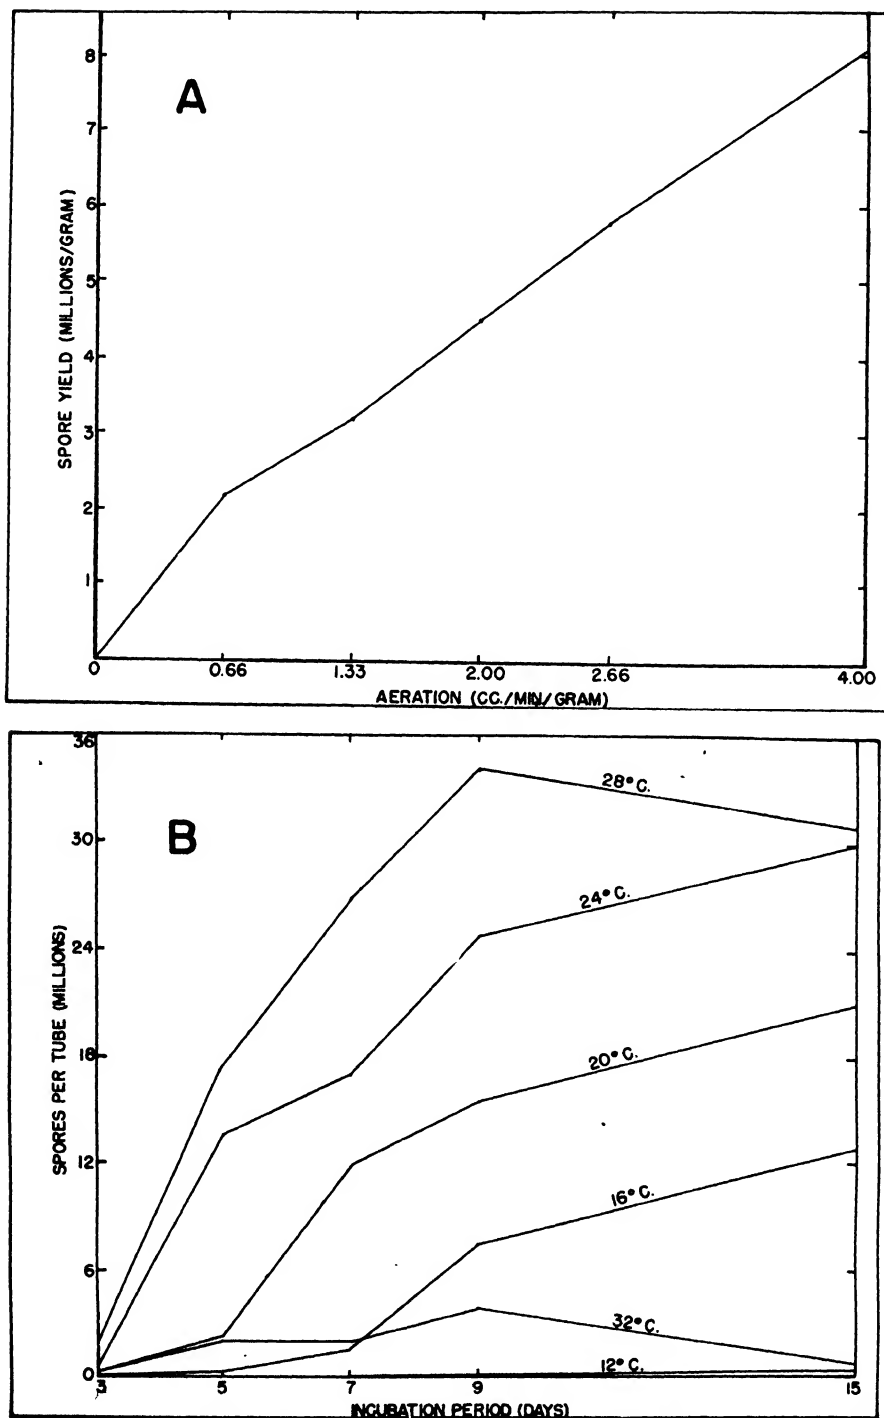 A
8
7
6
5
4
3
2
1
SPORE YIELD (MILLIONS/GRAM)
0 0.66 1.33 2.00 2.66 4.00
AERATION (CC./MIN/GRAM)
B
36
30
24
18
12
6
0
SPORES PER TUBE (MILLIONS)
28° C.
24° C.
20° C.
16° C.
32° C.
12° C.
3 5 7 9 15
INCUBATION PERIOD (DAYS)